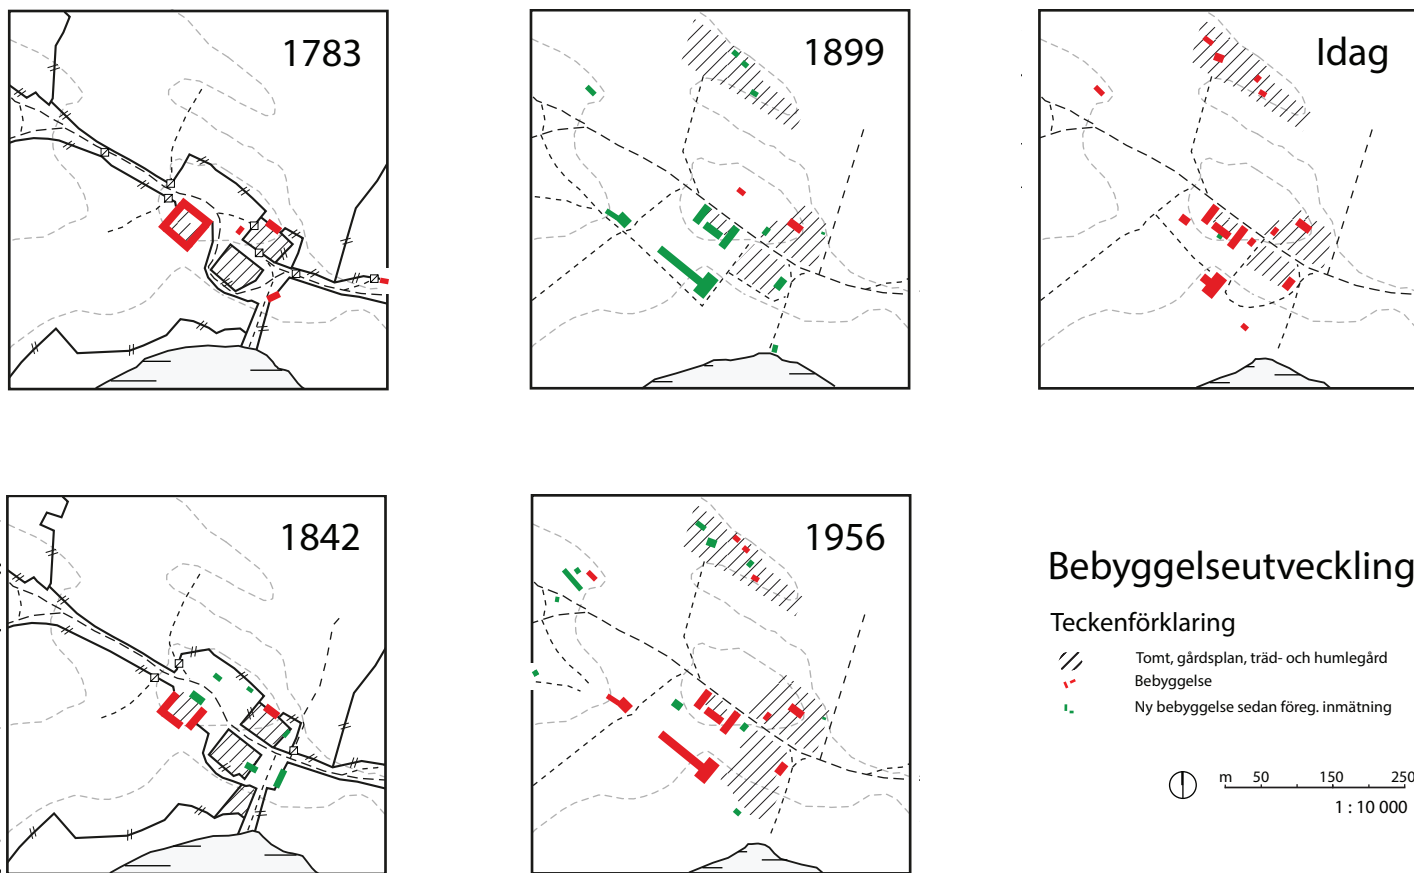 1783
1899
Idag
1842
1956
Bebyggelseutveckling
Teckenförklaring
Tomt, gårdsplan, träd- och humlegård
Bebyggelse
Ny bebyggelse sedan föreg. inmätning
m 50 150 250
1 : 10 000